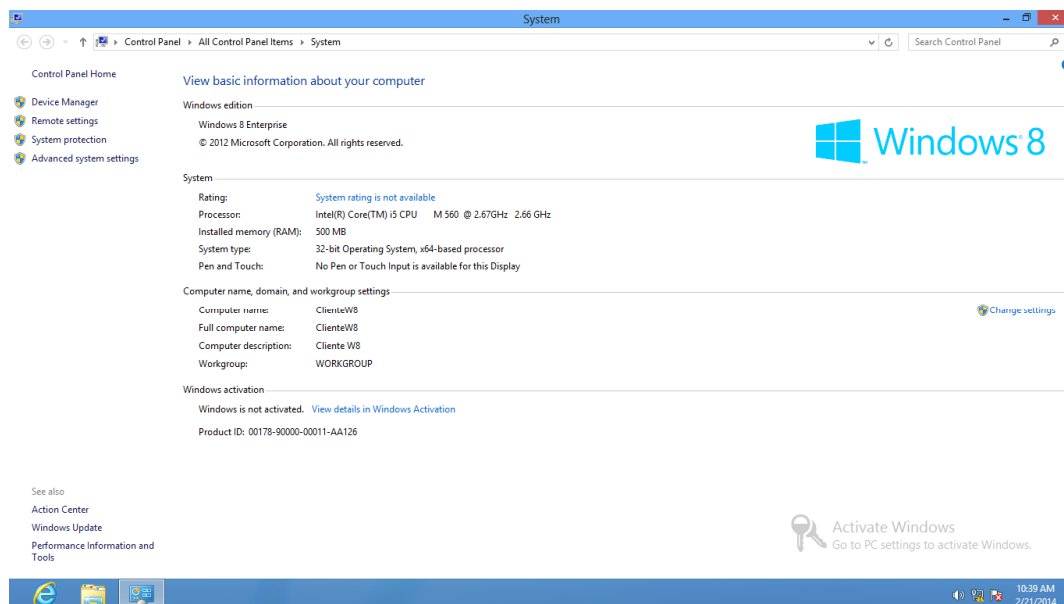 System
Control Panel All Control Panel Items System
Search Control Panel
Control Panel Home
Device Manager
Remote settings
System protection
Advanced system settings
View basic information about your computer
Windows edition
Windows 8 Enterprise
© 2012 Microsoft Corporation. All rights reserved.
Windows 8
System
Rating: System rating is not available
Processor: Intel(R) Core(TM) i5 CPU M 560 @ 2.67GHz 2.66 GHz
Installed memory (RAM): 500 MB
System type: 32-bit Operating System, x64-based processor
Pen and Touch: No Pen or Touch Input is available for this Display
Computer name, domain, and workgroup settings
Computer name: ClienteW8
Change settings
Full computer name: ClienteW8
Computer description: Cliente W8
Workgroup: WORKGROUP
Windows activation
Windows is not activated. View details in Windows Activation
Product ID: 00178-90000-00011-AA126
See also
Action Center
Windows Update
Performance Information and
Tools
Activate Windows
Go to PC settings to activate Windows.
10:39 AM
2/21/2014